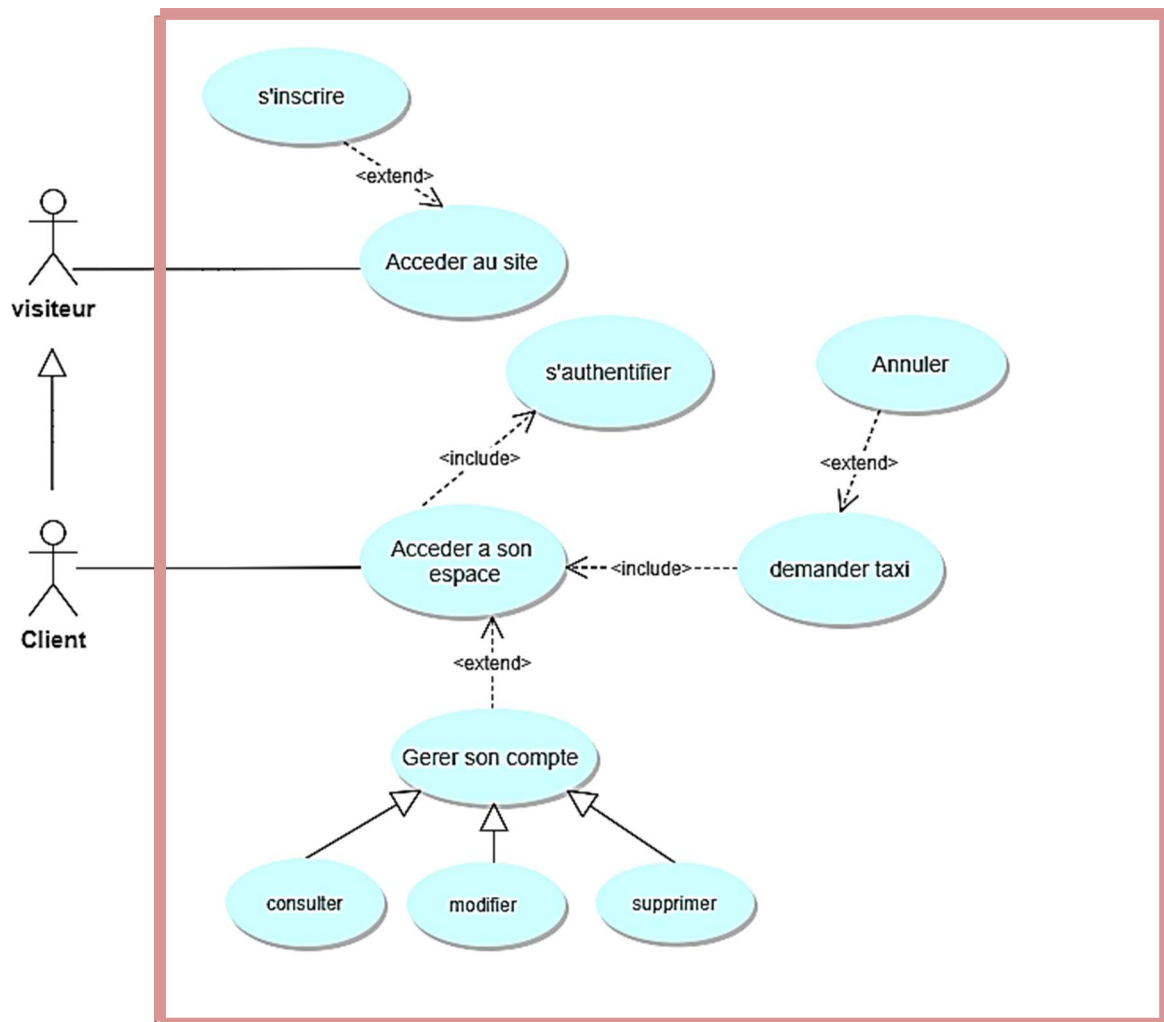 s'inscrire
<extend>
Acceder au site
visiteur
s'authentifier
Annuler
<include>
<extend>
Acceder a son
espace
<include>
demander taxi
Client
<extend>
Gerer son compte
consulter
modifier
supprimer